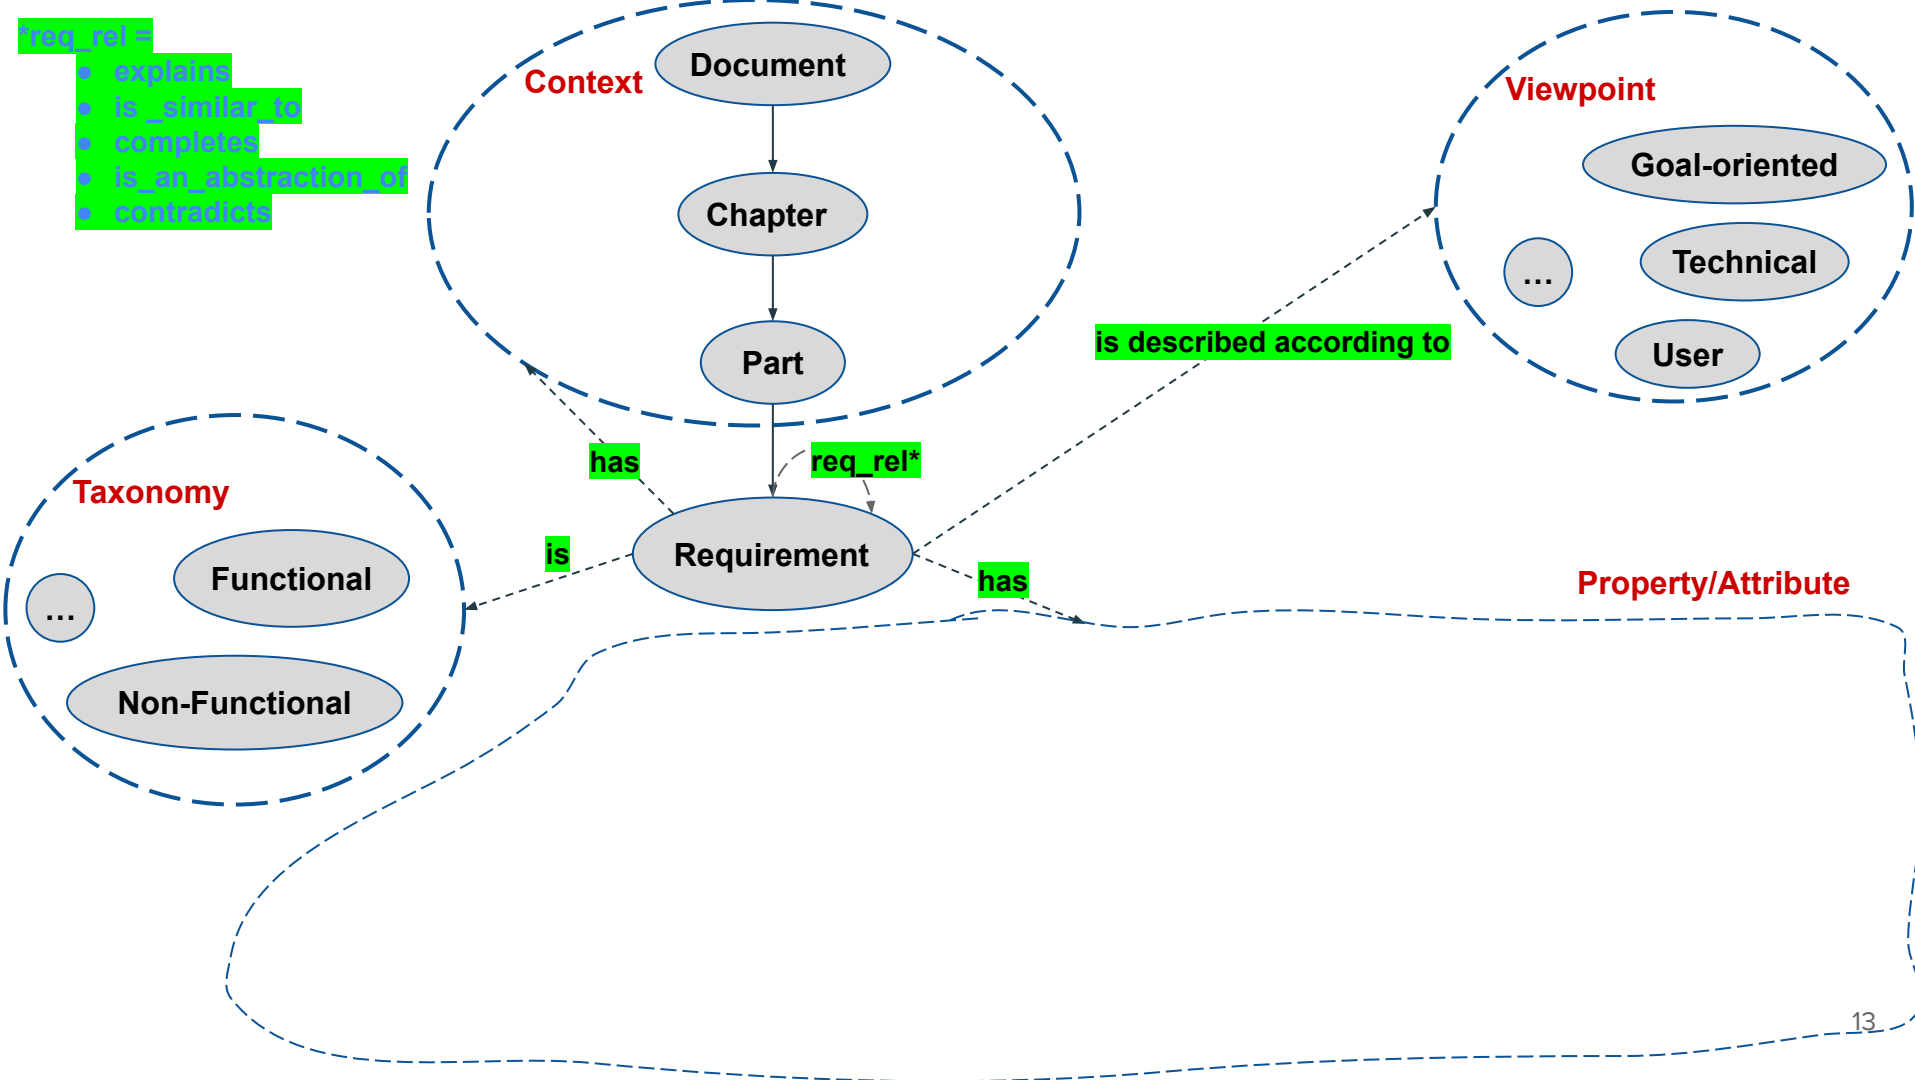 *req_rel =
● explains
● is _similar_to
● completes
● is_an_abstraction_of
● contradicts
Context
Document
Chapter
Part
Viewpoint
Goal-oriented
Technical
...
User
is described according to
has
req_rel*
Taxonomy
Functional
...
Non-Functional
is
Requirement
has
Property/Attribute
13